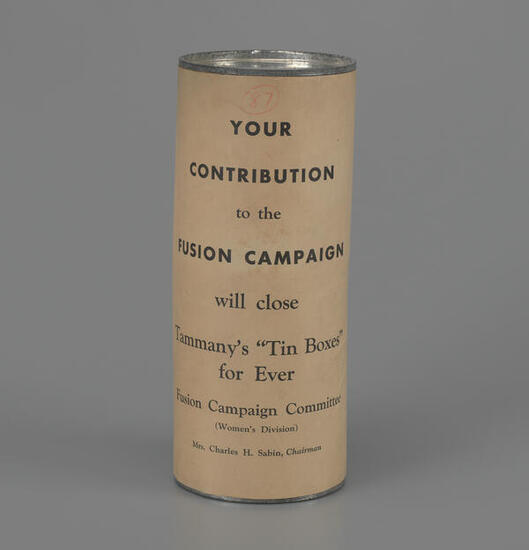 87
YOUR
CONTRIBUTION
to the
FUSION CAMPAIGN
will close
Tammany's "Tin Boxes"
for Ever
Fusion Campaign Committee
(Women's Division)
Mrs. Charles H. Sabin, Chairman